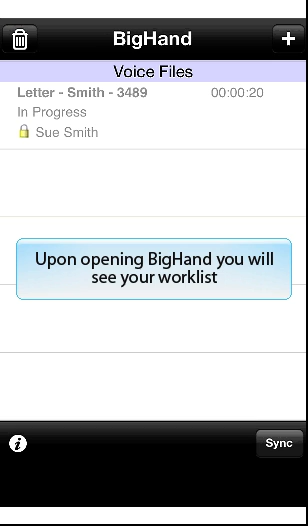 BigHand
Voice Files
Letter - Smith - 3489 00:00:20
In Progress
Sue Smith
Upon opening BigHand you will
see your worklist
Sync